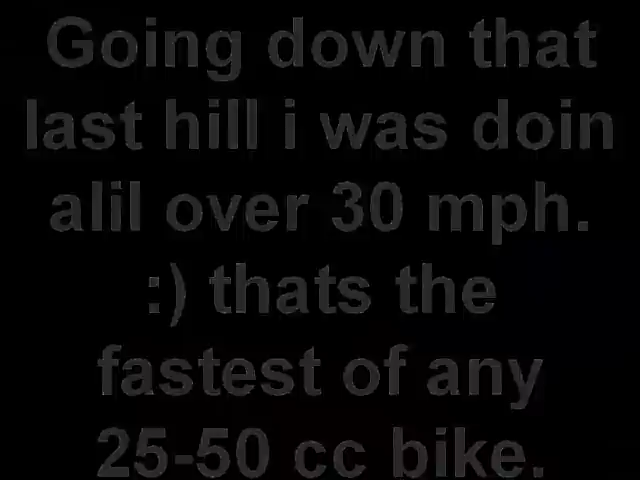 Going down that
last hill i was doin
alil over 30 mph.
:) thats the
fastest of any
25-50 cc bike.